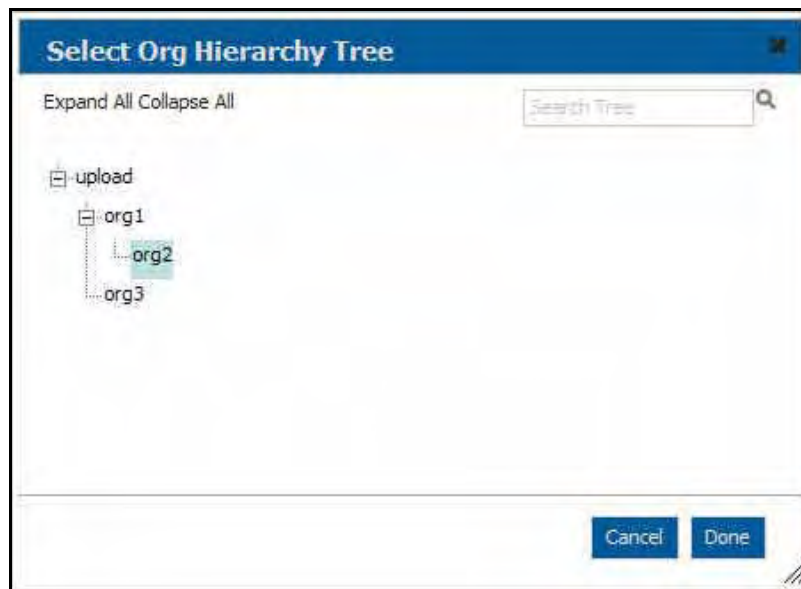 Select Org Hierarchy Tree
Expand All Collapse All
Search Tree
upload
org1
org2
org3
Cancel Done